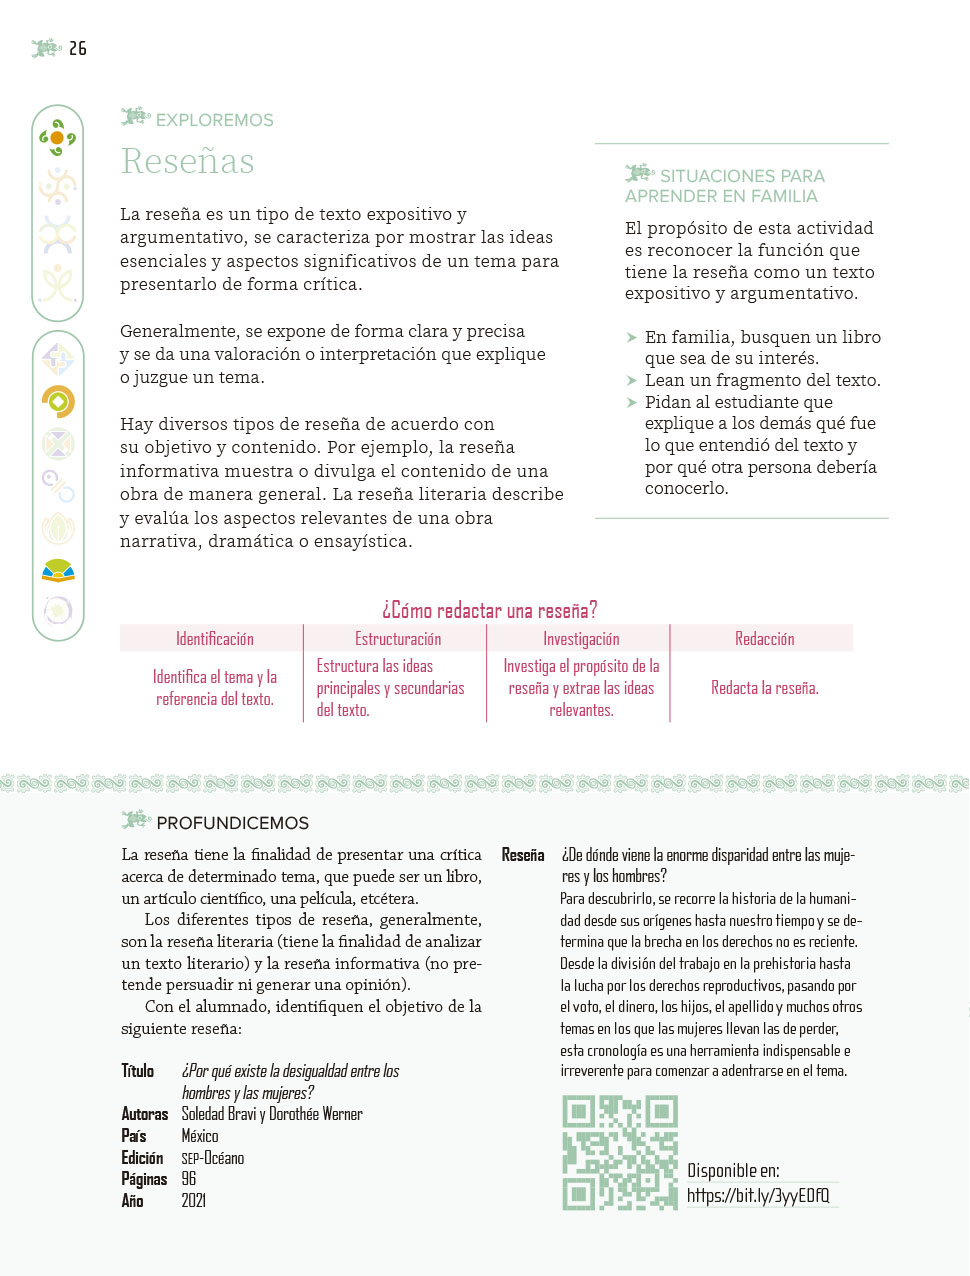 26
EXPLOREMOS
Reseñas
La reseña es un tipo de texto expositivo y
argumentativo, se caracteriza por mostrar las ideas
esenciales y aspectos significativos de un tema para
presentarlo de forma crítica.
Generalmente, se expone de forma clara y precisa
y se da una valoración o interpretación que explique
o juzgue un tema.
Hay diversos tipos de reseña de acuerdo con
su objetivo y contenido. Por ejemplo, la reseña
informativa muestra o divulga el contenido de una
obra de manera general. La reseña literaria describe
y evalúa los aspectos relevantes de una obra
narrativa, dramática o ensayística.
SITUACIONES PARA
APRENDER EN FAMILIA
El propósito de esta actividad
es reconocer la función que
tiene la reseña como un texto
expositivo y argumentativo.
En familia, busquen un libro
que sea de su interés.
Lean un fragmento del texto.
Pidan al estudiante que
explique a los demás qué fue
lo que entendió del texto y
por qué otra persona debería
conocerlo.
¿Cómo redactar una reseña?
Identificación Estructuración Investigación Redacción
Identifica el tema y la
referencia del texto.
Estructura las ideas
principales y secundarias
del texto.
Investiga el propósito de la
reseña y extrae las ideas
relevantes.
Redacta la reseña.
PROFUNDICEMOS
La reseña tiene la finalidad de presentar una crítica
acerca de determinado tema, que puede ser un libro,
un artículo científico, una película, etcétera.
Los diferentes tipos de reseña, generalmente,
son la reseña literaria (tiene la finalidad de analizar
un texto literario) y la reseña informativa (no pre-
tende persuadir ni generar una opinión).
Con el alumnado, identifiquen el objetivo de la
siguiente reseña:
Título ¿Por qué existe la desigualdad entre los
hombres y las mujeres?
Autoras Soledad Bravi y Dorothée Werner
País México
Edición SEP-Océano
Páginas 96
Año 2021
Reseña ¿De dónde viene la enorme disparidad entre las muje-
res y los hombres?
Para descubrirlo, se recorre la historia de la humani-
dad desde sus orígenes hasta nuestro tiempo y se de-
termina que la brecha en los derechos no es reciente.
Desde la división del trabajo en la prehistoria hasta
la lucha por los derechos reproductivos, pasando por
el voto, el dinero, los hijos, el apellido y muchos otros
temas en los que las mujeres llevan las de perder,
esta cronología es una herramienta indispensable e
irreverente para comenzar a adentrarse en el tema.
Disponible en:
https://bit.ly/3yyEOfQ